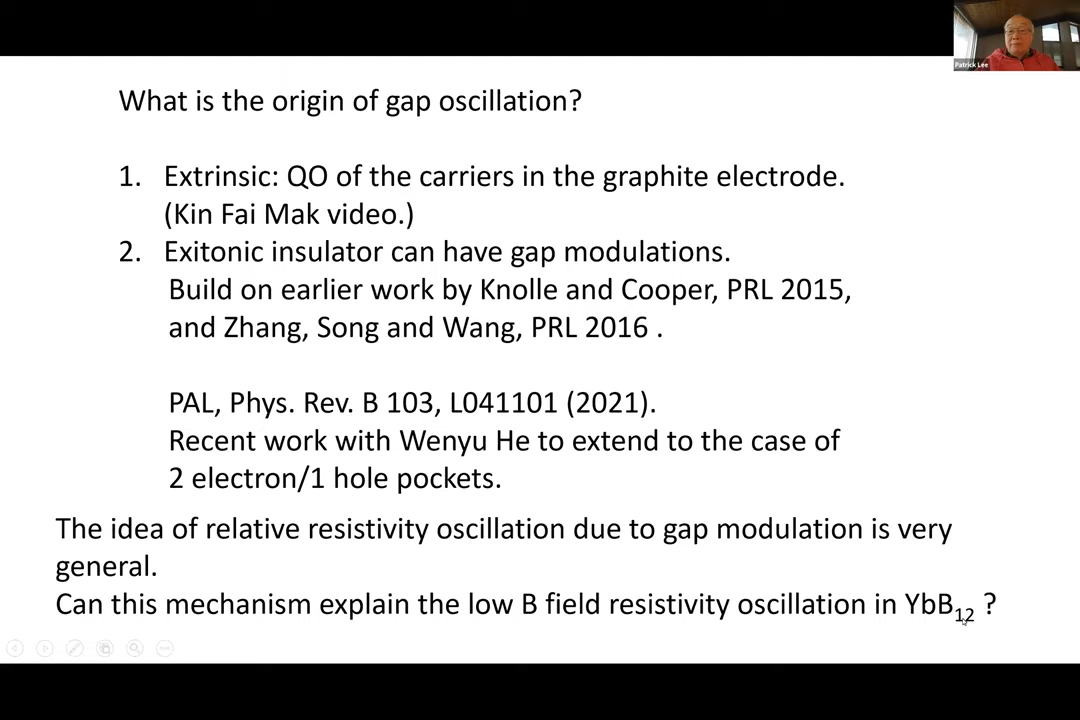 Patrick Lee
What is the origin of gap oscillation?
1. Extrinsic: QO of the carriers in the graphite electrode.
(Kin Fai Mak video.)
2. Exitonic insulator can have gap modulations.
Build on earlier work by Knolle and Cooper, PRL 2015,
and Zhang, Song and Wang, PRL 2016 .
PAL, Phys. Rev. B 103, L041101 (2021).
Recent work with Wenyu He to extend to the case of
2 electron/1 hole pockets.
The idea of relative resistivity oscillation due to gap modulation is very
general.
Can this mechanism explain the low B field resistivity oscillation in YbB12 ?